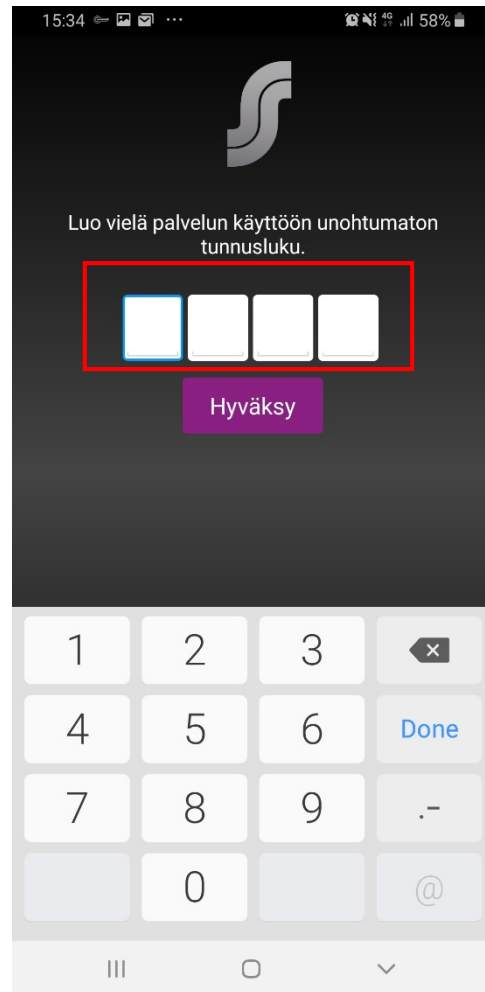 15:34 ... 4G 58%
Luo vielä palvelun käyttöön unohtumaton
tunnusluku.
Hyväksy
1 2 3
4 5 6 Done
7 8 9 .-
0 @